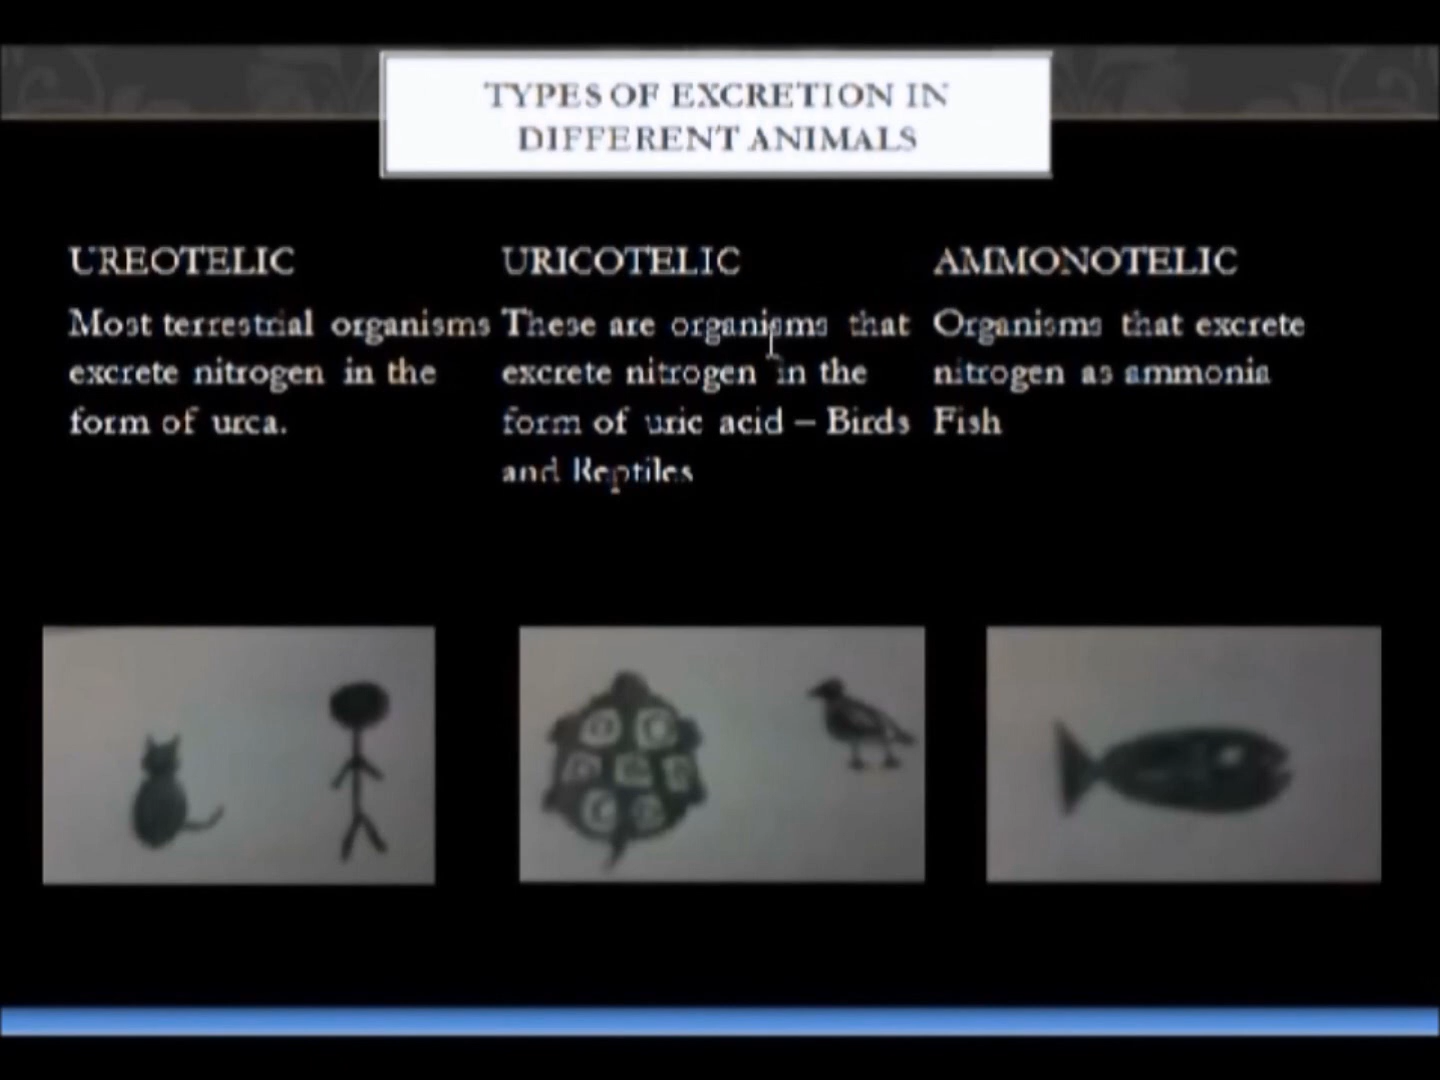 TYPES OF EXCRETION IN
DIFFERENT ANIMALS
UREOTELIC
Most terrestrial organisms
excrete nitrogen in the
form of urea.
URICOTELIC
These are organisms that
excrete nitrogen in the
form of uric acid – Birds
and Reptiles
AMMONOTELIC
Organisms that excrete
nitrogen as ammonia
Fish